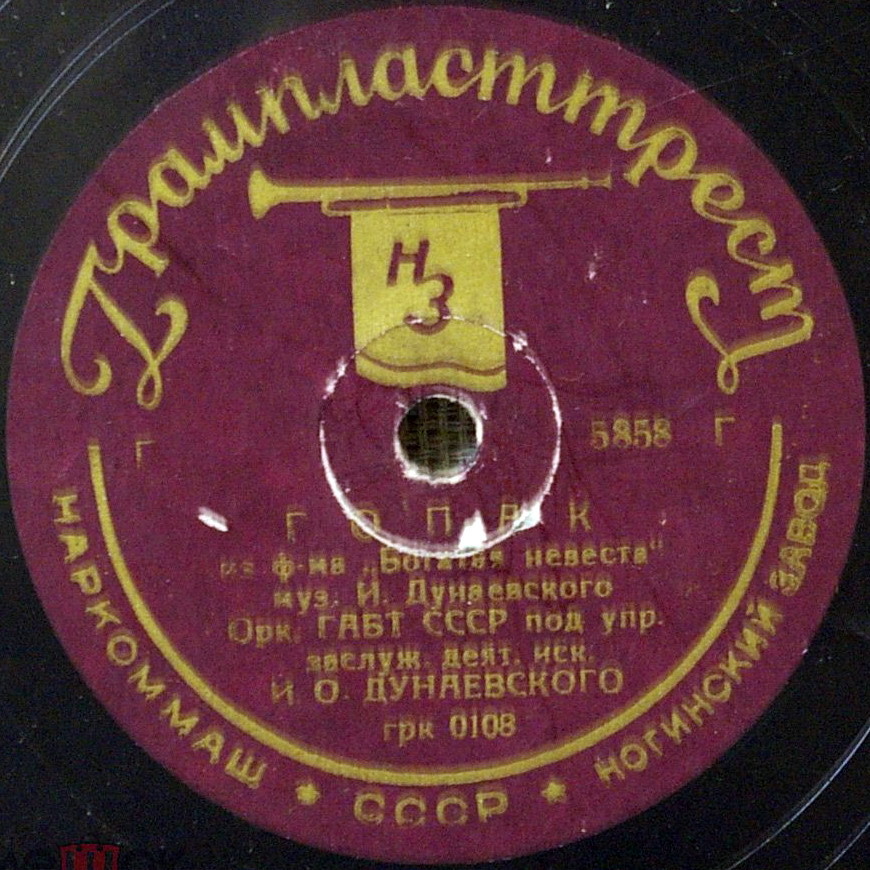 Грампласттрест
НЗ
Г
5858 Г
ГОПАК
из ф-ма „Богатая невеста“
муз. И. Дунаевского
Орк. ГАБТ СССР под упр.
заслуж. деят. иск.
И О. ДУНАЕВСКОГО
грк 0108
НАРКОММАШ ★ СССР ★ НОГИНСКИЙ ЗАВОД